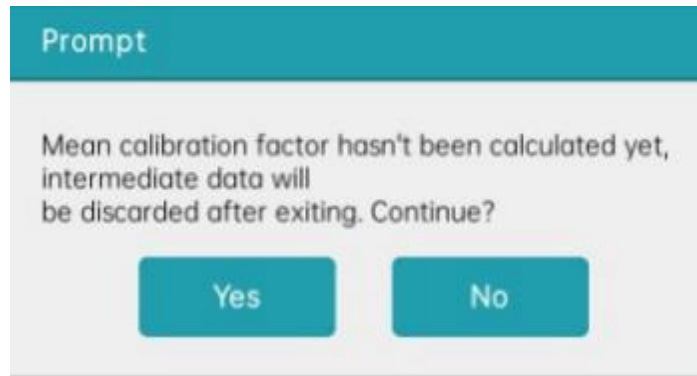 Prompt
Mean calibration factor hasn't been calculated yet,
intermediate data will
be discarded after exiting. Continue?
Yes
No